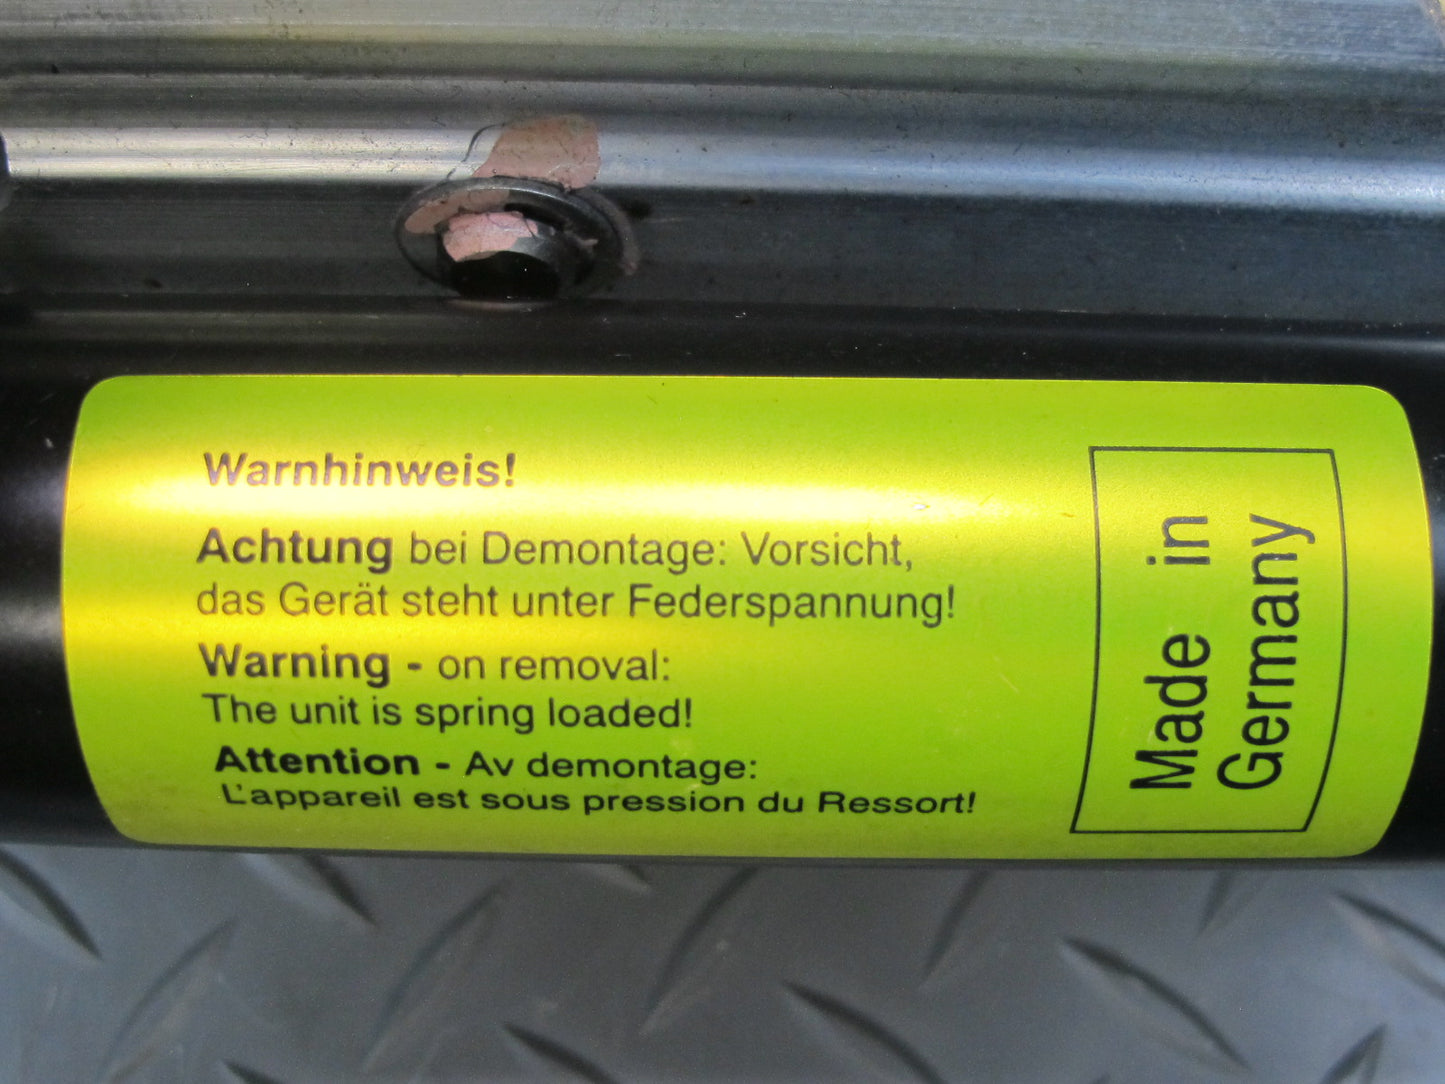 Warnhinweis!
Achtung bei Demontage: Vorsicht,
das Gerät steht unter Federspannung!
Warning - on removal:
The unit is spring loaded!
Attention - Av demontage:
L'appareil est sous pression du Ressort!
Made in
Germany